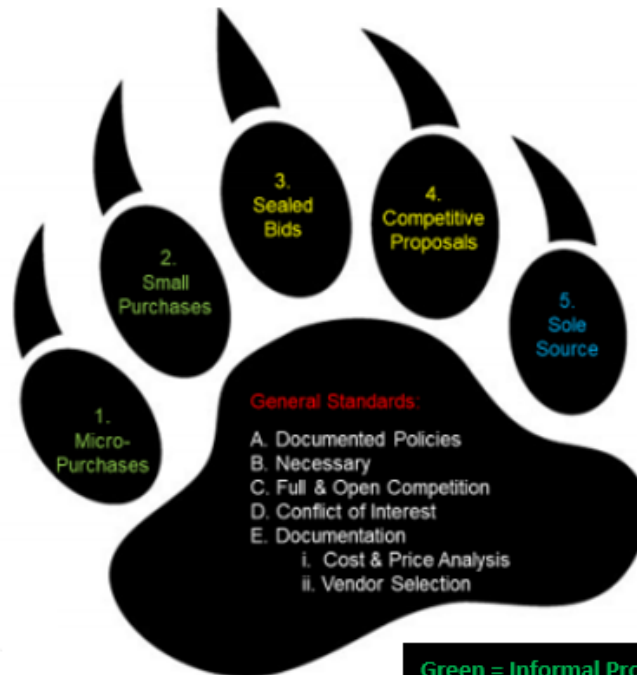 1.
Micro-
Purchases
2.
Small
Purchases
3.
Sealed
Bids
4.
Competitive
Proposals
5.
Sole
Source
General Standards:
A. Documented Policies
B. Necessary
C. Full & Open Competition
D. Conflict of Interest
E. Documentation
i. Cost & Price Analysis
ii. Vendor Selection
Green = Informal